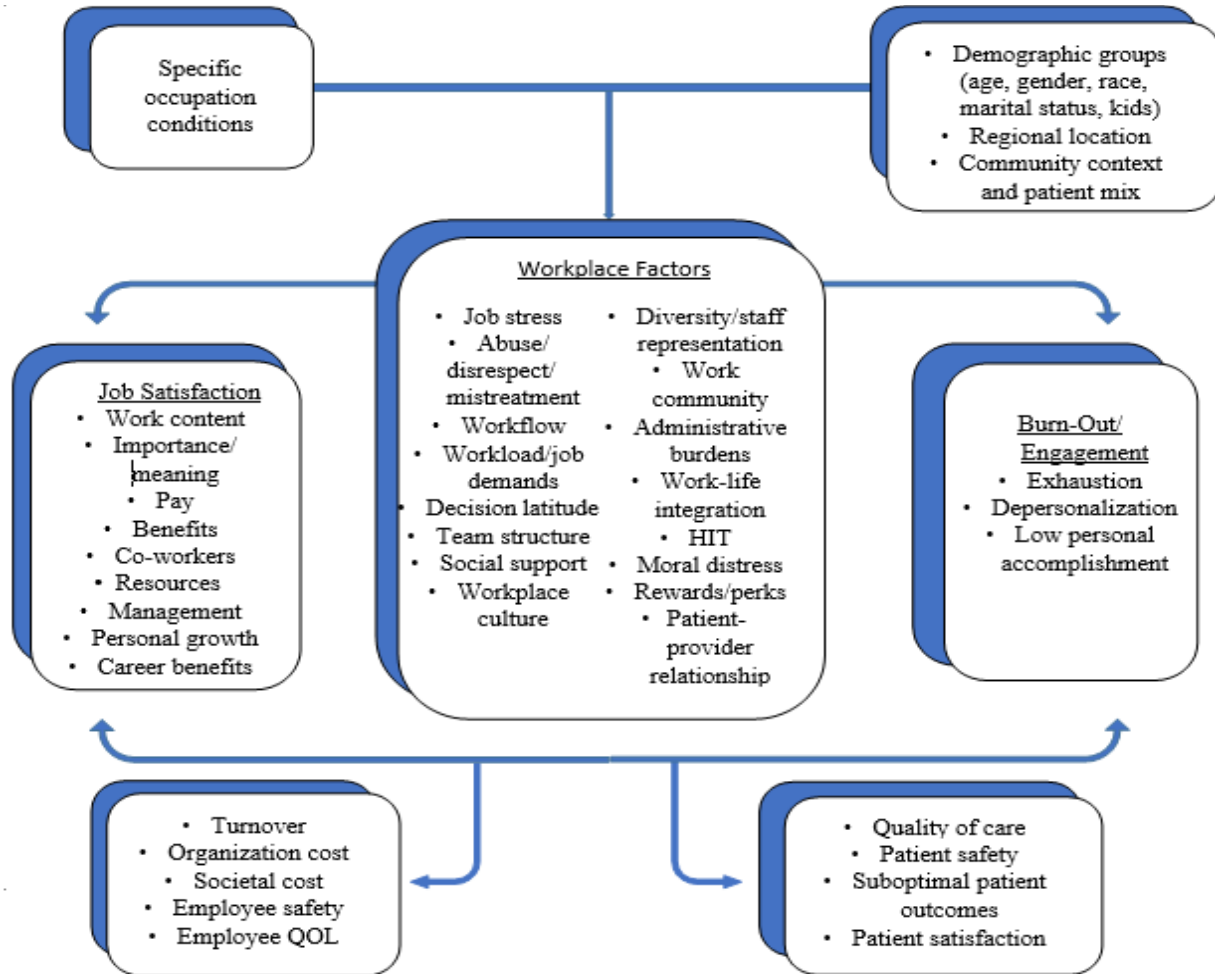 Specific
occupation
conditions
• Demographic groups
(age, gender, race,
marital status, kids)
• Regional location
• Community context
and patient mix
Workplace Factors
• Job stress
• Abuse/
disrespect/
mistreatment
• Workflow
• Workload/job
demands
• Decision latitude
• Team structure
• Social support
• Workplace
culture
• Diversity/staff
representation
• Work
community
• Administrative
burdens
• Work-life
integration
• HIT
• Moral distress
• Rewards/perks
• Patient-
provider
relationship
Job Satisfaction
• Work content
• Importance/
meaning
• Pay
• Benefits
• Co-workers
• Resources
• Management
• Personal growth
• Career benefits
Burn-Out/
Engagement
• Exhaustion
• Depersonalization
• Low personal
accomplishment
• Turnover
• Organization cost
• Societal cost
• Employee safety
• Employee QOL
• Quality of care
• Patient safety
• Suboptimal patient
outcomes
• Patient satisfaction